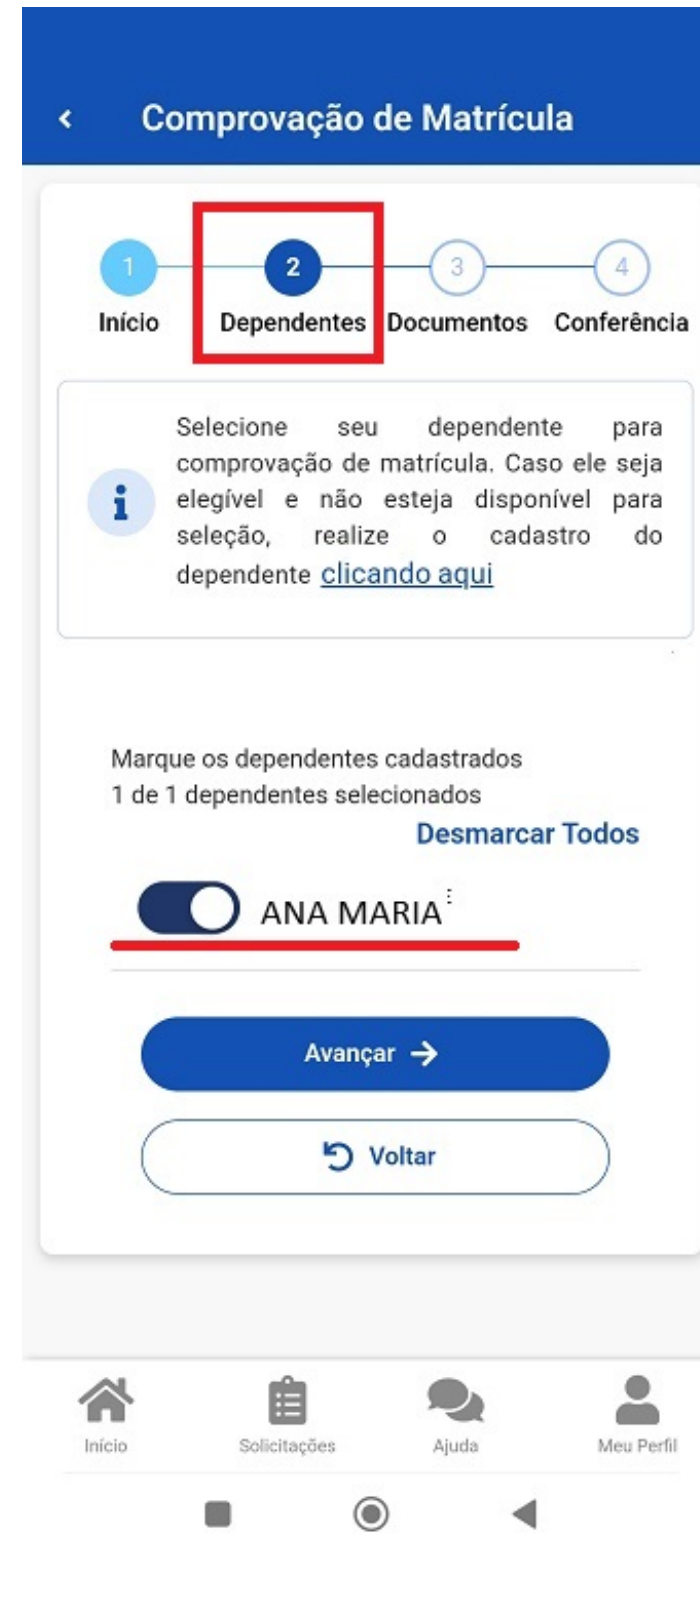 Comprovação de Matrícula
1 2 3 4
Início Dependentes Documentos Conferência
Selecione seu dependente para
comprovação de matrícula. Caso ele seja
elegível e não esteja disponível para
seleção, realize o cadastro do
dependente clicando aqui
Marque os dependentes cadastrados
1 de 1 dependentes selecionados
Desmarcar Todos
ANA MARIA
Avançar
Voltar
Início Solicitações Ajuda Meu Perfil